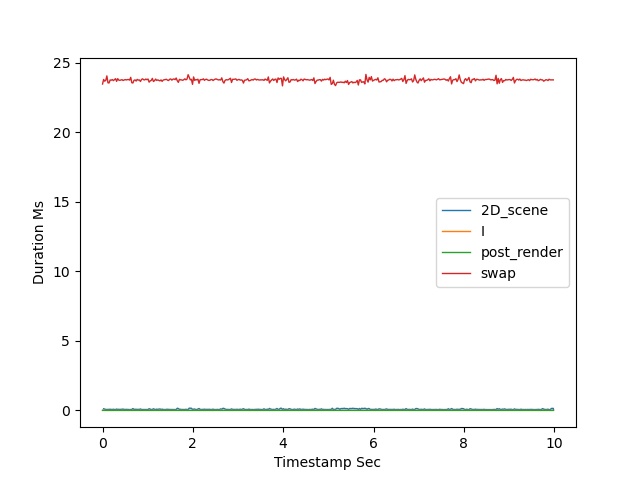 25
20
15
10
5
0
Duration Ms
2D_scene
I
post_render
swap
0 2 4 6 8 10
Timestamp Sec